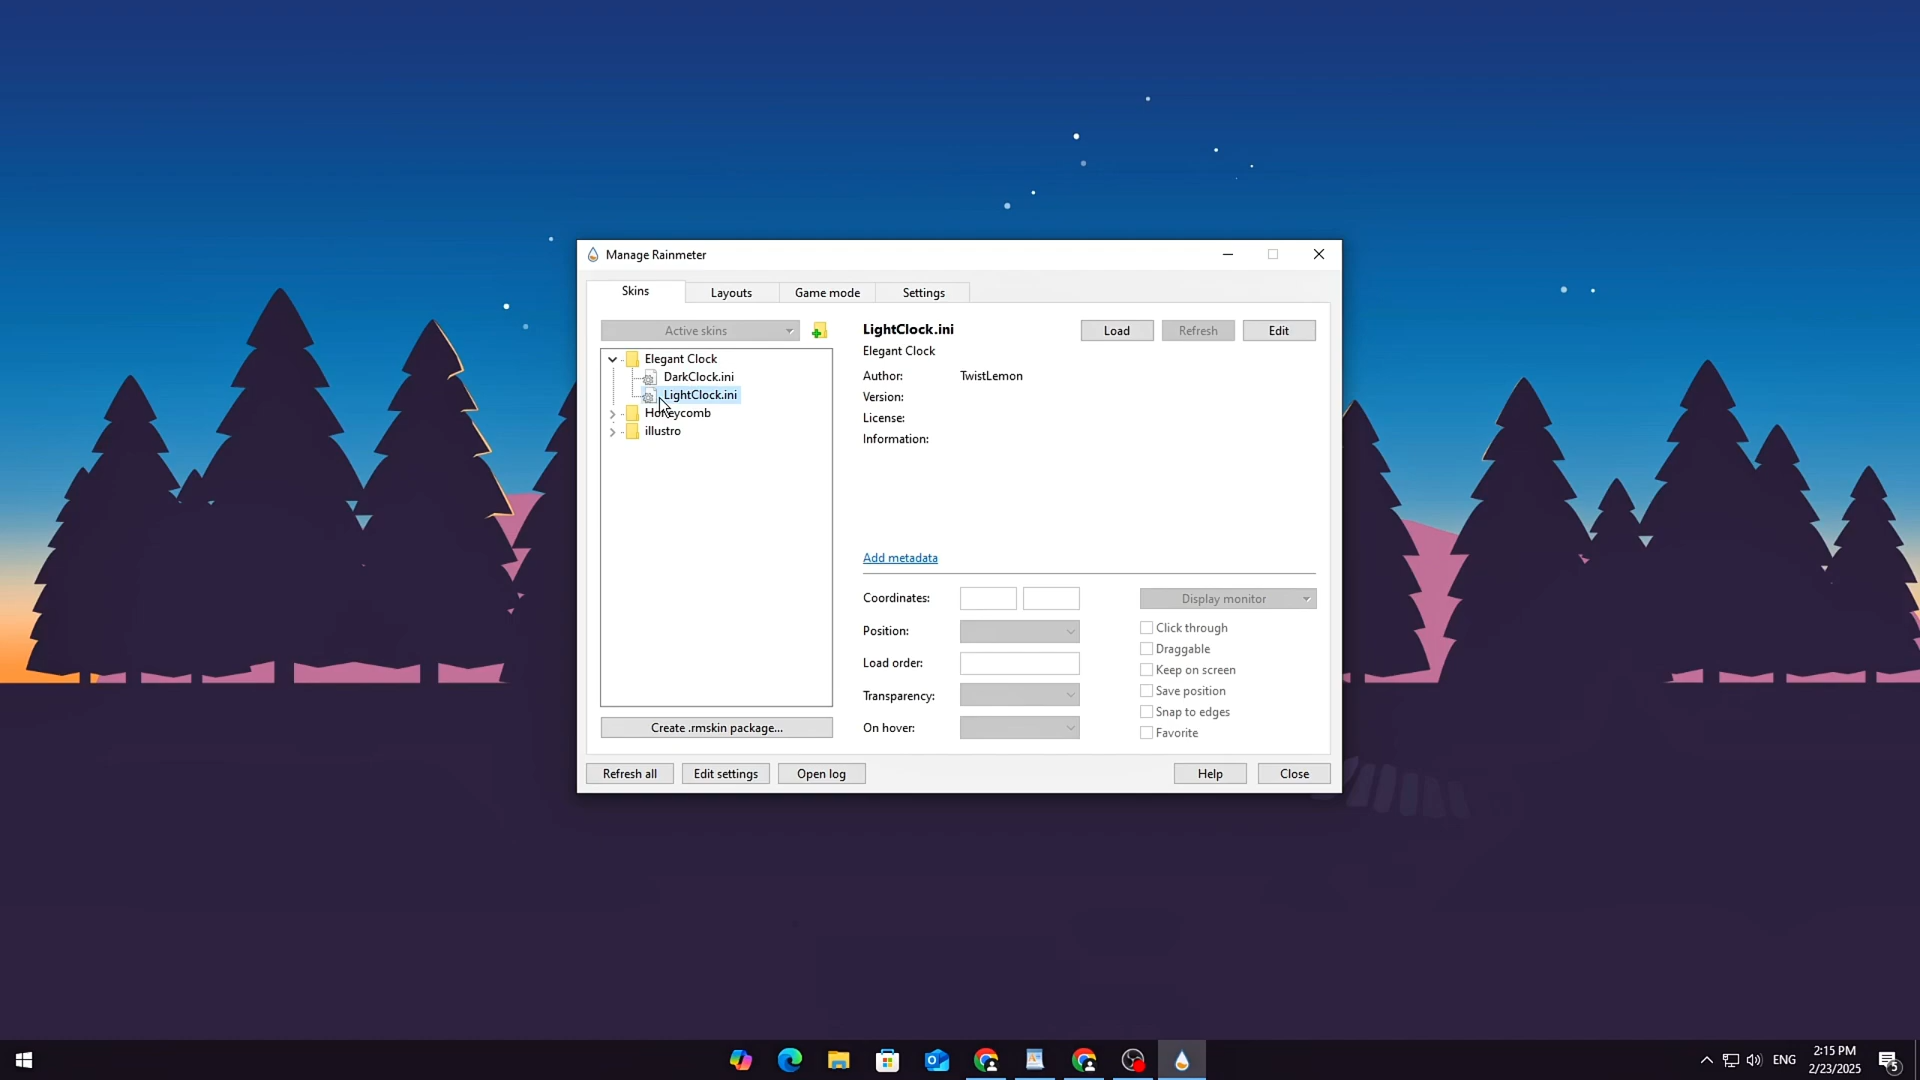 Manage Rainmeter
Skins
Layouts
Game mode
Settings
Active skins
Elegant Clock
DarkClock.ini
LightClock.ini
Honeycomb
illustro
Create .rmskin package...
LightClock.ini
Load
Refresh
Edit
Elegant Clock
Author: TwistLemon
Version:
License:
Information:
Add metadata
Coordinates:
Display monitor
Position:
Click through
Draggable
Load order:
Keep on screen
Transparency:
Save position
Snap to edges
On hover:
Favorite
Refresh all
Edit settings
Open log
Help
Close
ENG
2:15 PM
2/23/2025
5